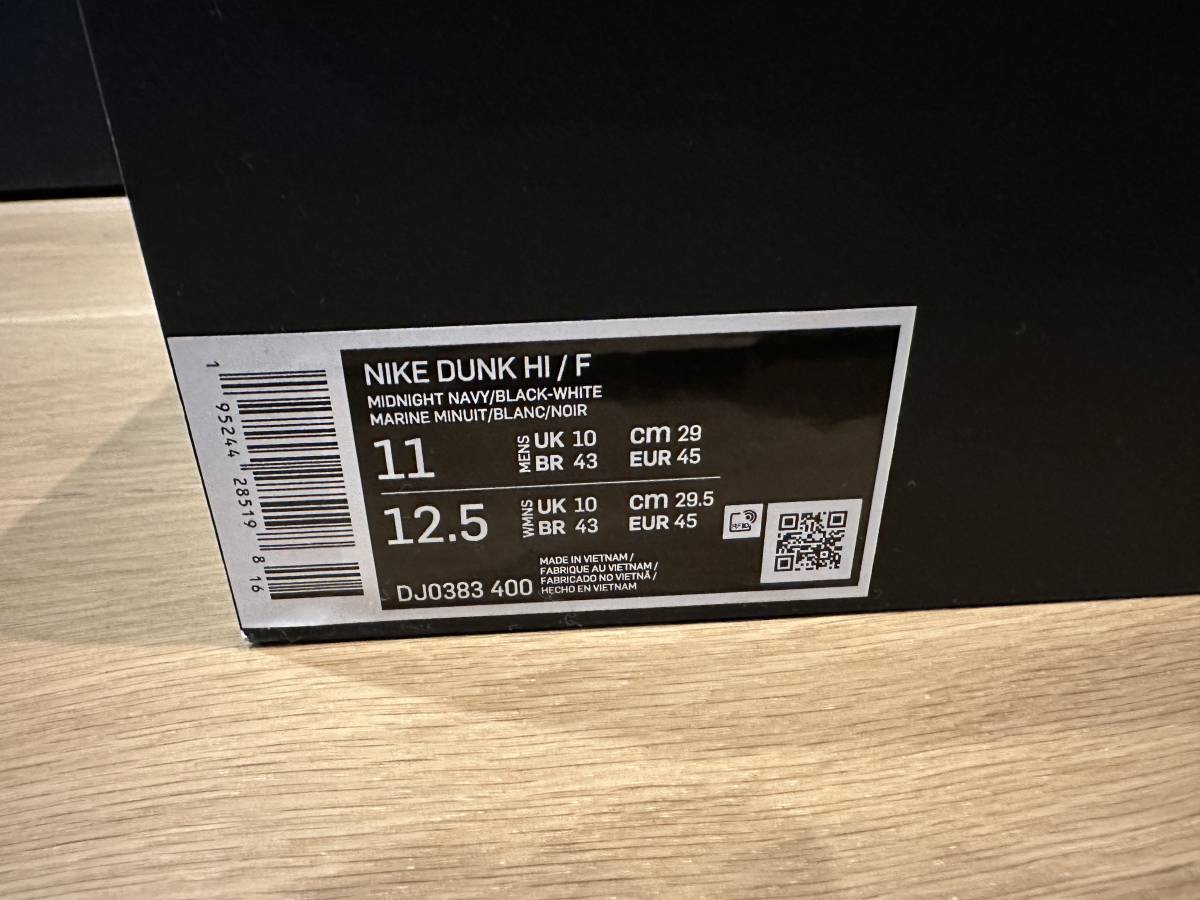 NIKE DUNK HI / F
MIDNIGHT NAVY/BLACK-WHITE
MARINE MINUIT/BLANC/NOIR
11 MENS UK 10 cm 29
BR 43 EUR 45
12.5 WMNS UK 10 cm 29.5
BR 43 EUR 45
RFID
DJ0383 400
MADE IN VIETNAM /
FABRIQUE AU VIETNAM /
FABRICADO NO VIETNÃ /
HECHO EN VIETNAM
1 95244 28519 8 16